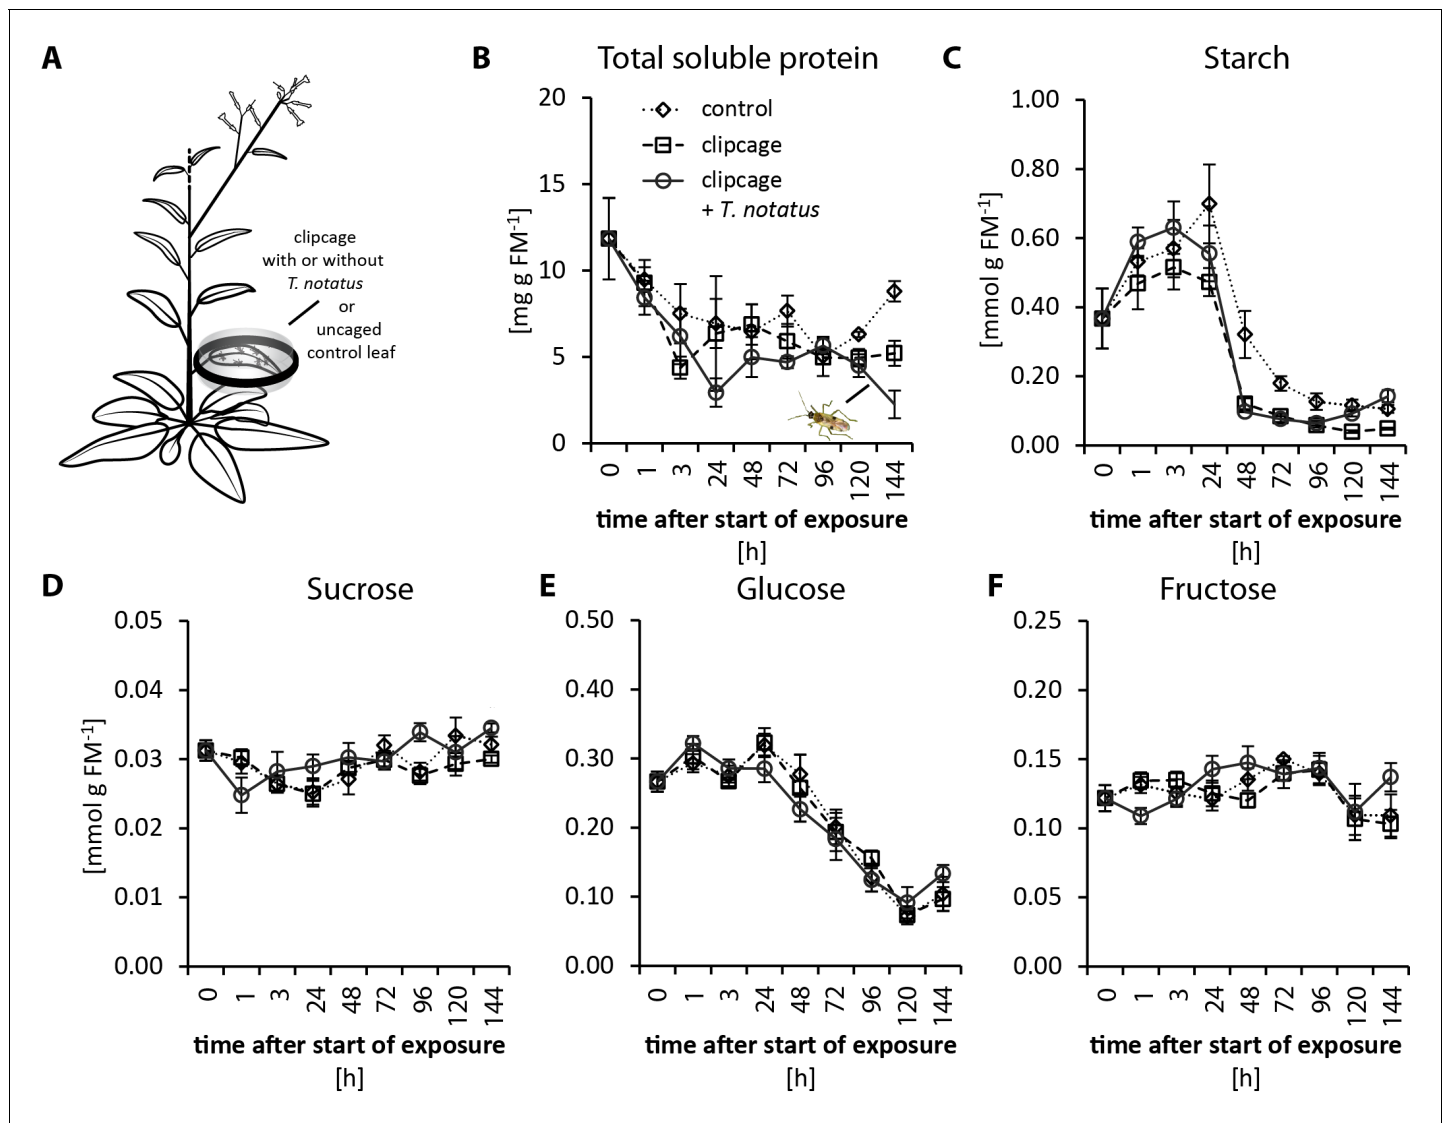 A
clipcage
with or without
T. notatus
or
uncaged
control leaf
B
Total soluble protein
control
clipcage
clipcage
+ T. notatus
[mg g FM-1]
20
15
10
5
0
0 1 3 24 48 72 96 120 144
time after start of exposure
[h]
C
Starch
[mmol g FM-1]
1.00
0.80
0.60
0.40
0.20
0.00
0 1 3 24 48 72 96 120 144
time after start of exposure
[h]
D
Sucrose
[mmol g FM-1]
0.05
0.04
0.03
0.02
0.01
0.00
0 1 3 24 48 72 96 120 144
time after start of exposure
[h]
E
Glucose
0.50
0.40
0.30
0.20
0.10
0.00
0 1 3 24 48 72 96 120 144
time after start of exposure
[h]
F
Fructose
0.25
0.20
0.15
0.10
0.05
0.00
0 1 3 24 48 72 96 120 144
time after start of exposure
[h]